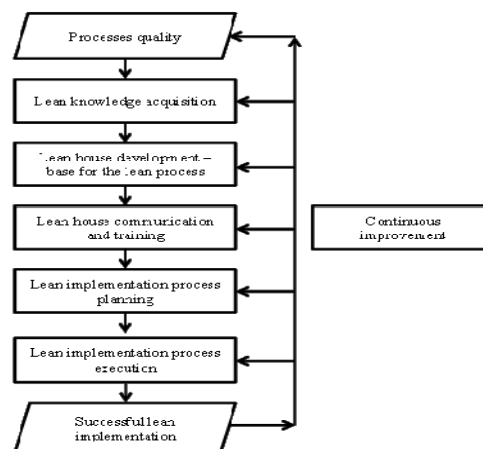 Processes quality
Lean knowledge acquisition
Lean house development –
base for the lean process
Lean house communication
and training
Continuous
improvement
Lean implementation process
planning
Lean implementation process
execution
Successful lean
implementation